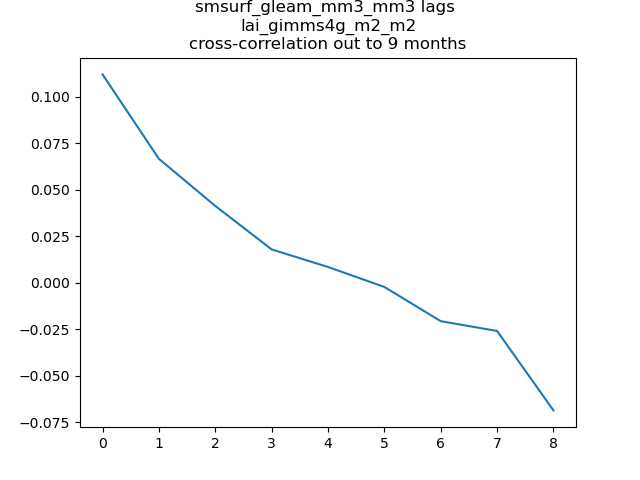 smsurf_gleam_mm3_mm3 lags
lai_gimms4g_m2_m2
cross-correlation out to 9 months
0.100
0.075
0.050
0.025
0.000
−0.025
−0.050
−0.075
0 1 2 3 4 5 6 7 8